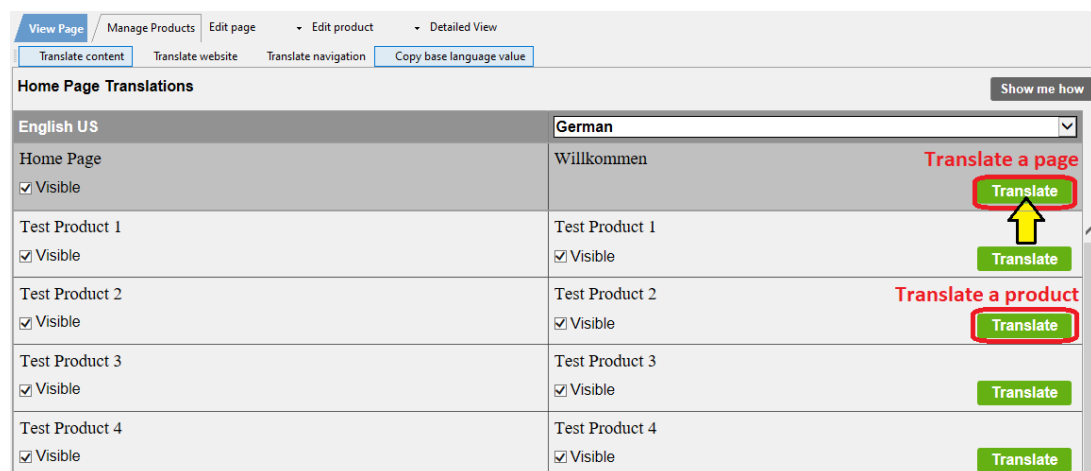 View Page Manage Products Edit page Edit product Detailed View
Translate content Translate website Translate navigation Copy base language value
Home Page Translations Show me how
English US German
Home Page Willkommen Translate a page
Visible Translate
Test Product 1 Test Product 1
Visible Visible Translate
Test Product 2 Test Product 2 Translate a product
Visible Visible Translate
Test Product 3 Test Product 3
Visible Visible Translate
Test Product 4 Test Product 4
Visible Visible Translate